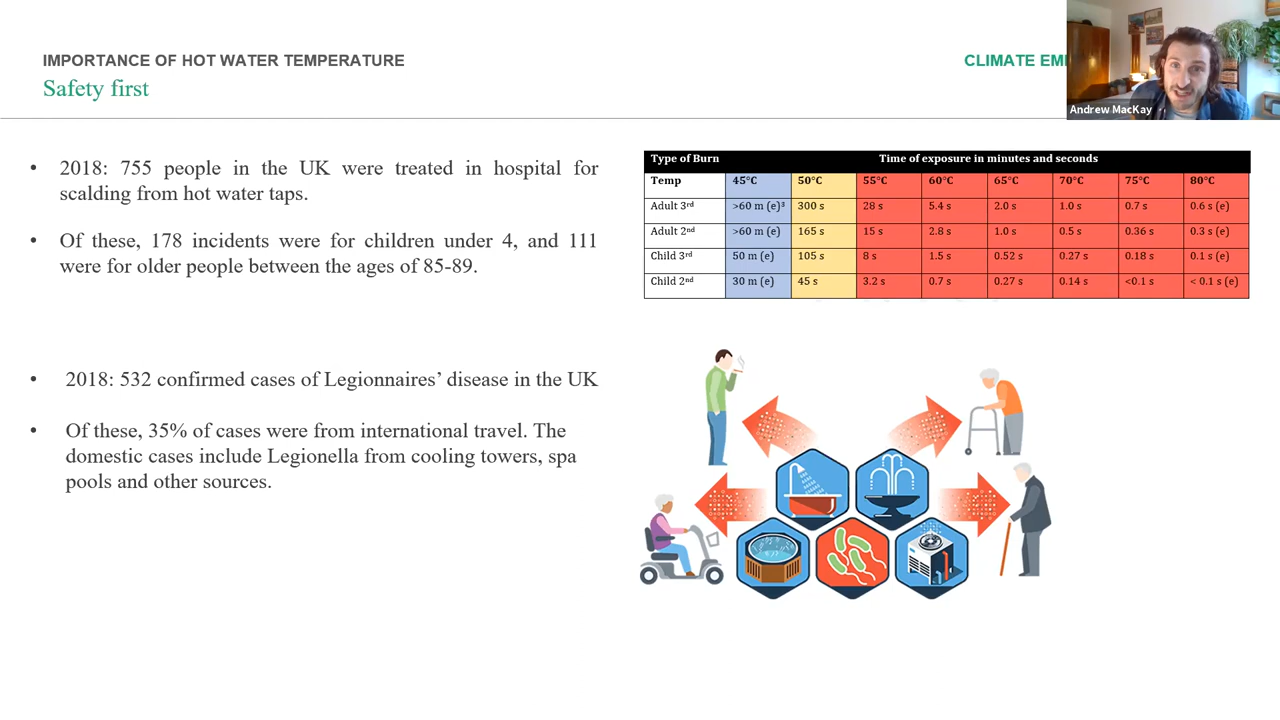 IMPORTANCE OF HOT WATER TEMPERATURE
Safety first
CLIMATE
Andrew MacKay
• 2018: 755 people in the UK were treated in hospital for
scalding from hot water taps.
• Of these, 178 incidents were for children under 4, and 111
were for older people between the ages of 85-89.
• 2018: 532 confirmed cases of Legionnaires’ disease in the UK
• Of these, 35% of cases were from international travel. The
domestic cases include Legionella from cooling towers, spa
pools and other sources.
Type of Burn Time of exposure in minutes and seconds
Temp 45°C 50°C 55°C 60°C 65°C 70°C 75°C 80°C
Adult 3rd >60 m (e)³ 300 s 28 s 5.4 s 2.0 s 1.0 s 0.7 s 0.6 s (e)
Adult 2nd >60 m (e) 165 s 15 s 2.8 s 1.0 s 0.5 s 0.36 s 0.3 s (e)
Child 3rd 50 m (e) 105 s 8 s 1.5 s 0.52 s 0.27 s 0.18 s 0.1 s (e)
Child 2nd 30 m (e) 45 s 3.2 s 0.7 s 0.27 s 0.14 s <0.1 s < 0.1 s (e)